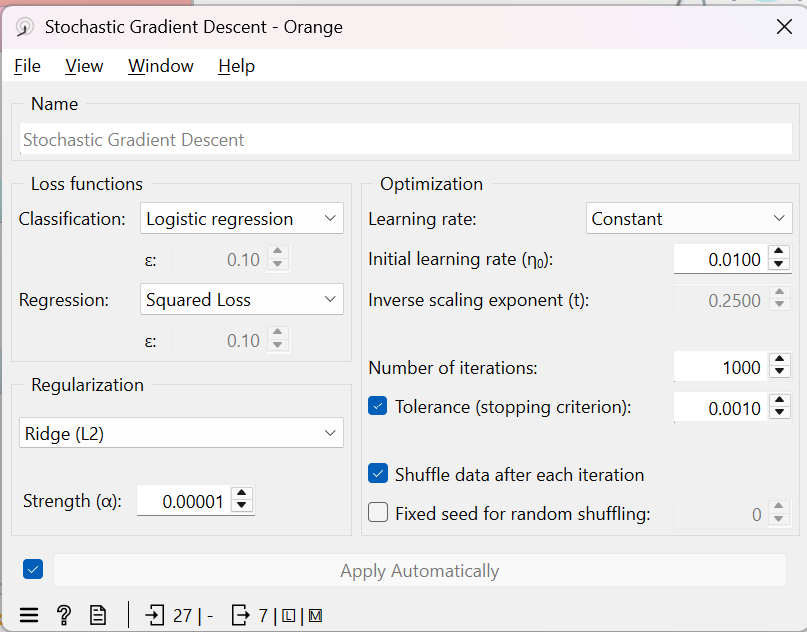 Stochastic Gradient Descent - Orange
File View Window Help
Name
Stochastic Gradient Descent
Loss functions
Classification: Logistic regression
ε: 0.10
Regression: Squared Loss
ε: 0.10
Regularization
Ridge (L2)
Strength (α): 0.00001
Optimization
Learning rate: Constant
Initial learning rate (η₀): 0.0100
Inverse scaling exponent (t): 0.2500
Number of iterations: 1000
Tolerance (stopping criterion): 0.0010
Shuffle data after each iteration
Fixed seed for random shuffling: 0
Apply Automatically
? 27 | - 7 | L | M